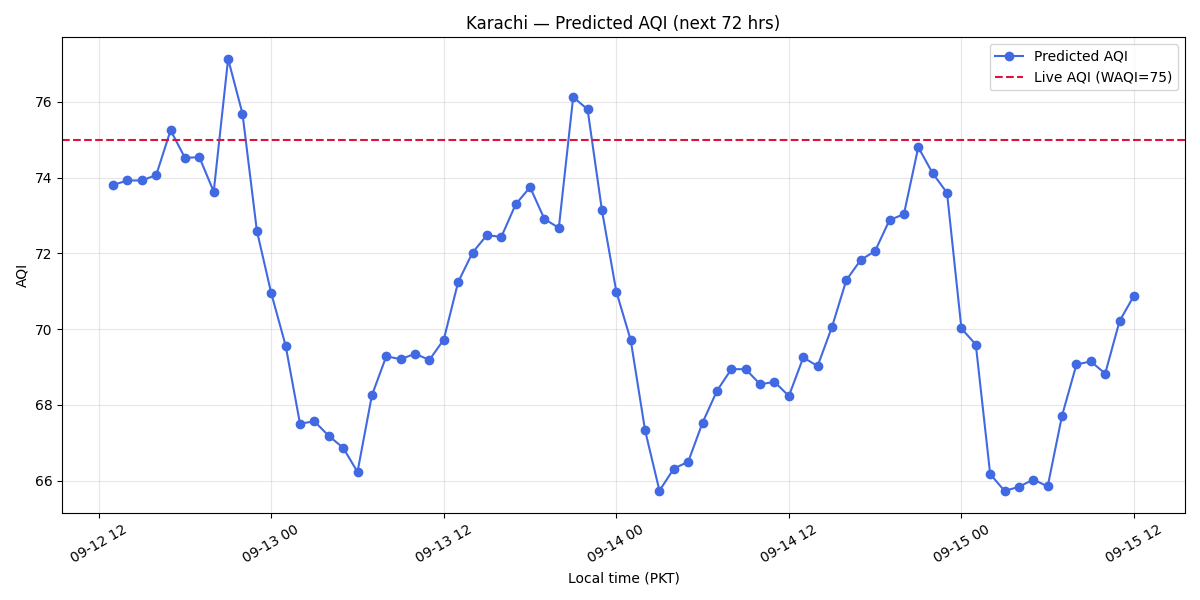 Karachi — Predicted AQI (next 72 hrs)
Predicted AQI
Live AQI (WAQI=75)
AQI
76
74
72
70
68
66
09-12 12
09-13 00
09-13 12
09-14 00
09-14 12
09-15 00
09-15 12
Local time (PKT)